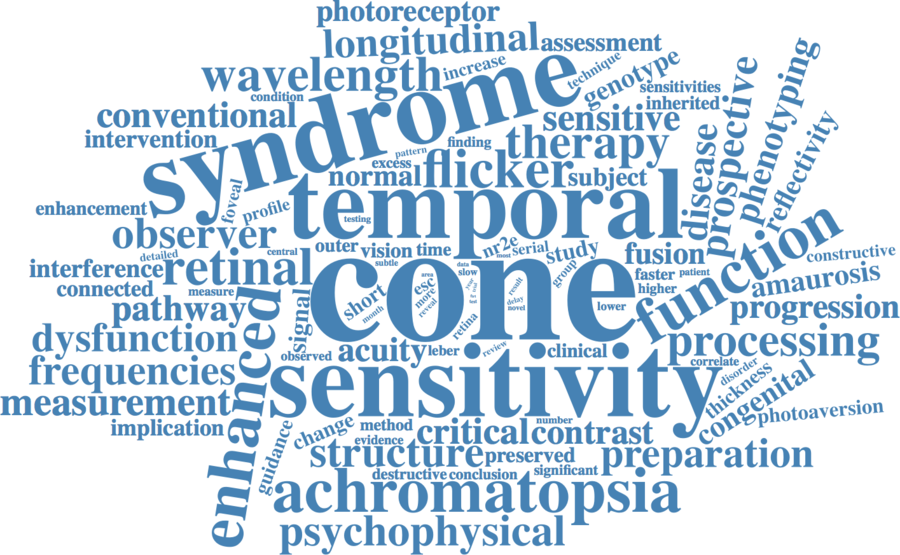 photoreceptor
longitudinal
assessment
wavelength
increase
technique
genotype
condition
syndrome
sensitivities
inherited
conventional
intervention
sensitive
finding
therapy
pattern
excess
normal
flicker
subject
disease
prospective
phenotyping
reflectivity
enhancement
foveal
profile
temporal
testing
observer
detailed
central
outer
vision
time
nr2e
most
serial
study
fusion
function
constructive
interference
retinal
subtle
cone
data
slow
group
faster
patient
amaurosis
connected
measure
area
esc
more
reveal
short
month
result
delay
novel
higher
lower
progression
pathway
enhanced
signal
retina
dysfunction
observed
acuity
leber
review
clinical
processing
correlate
disorder
frequencies
sensitivity
thickness
congenital
measurement
photoaversion
implication
guidance
change
method
evidence
critical
number
contrast
structure
preserved
preparation
destructive
conclusion
significant
achromatopsia
psychophysical